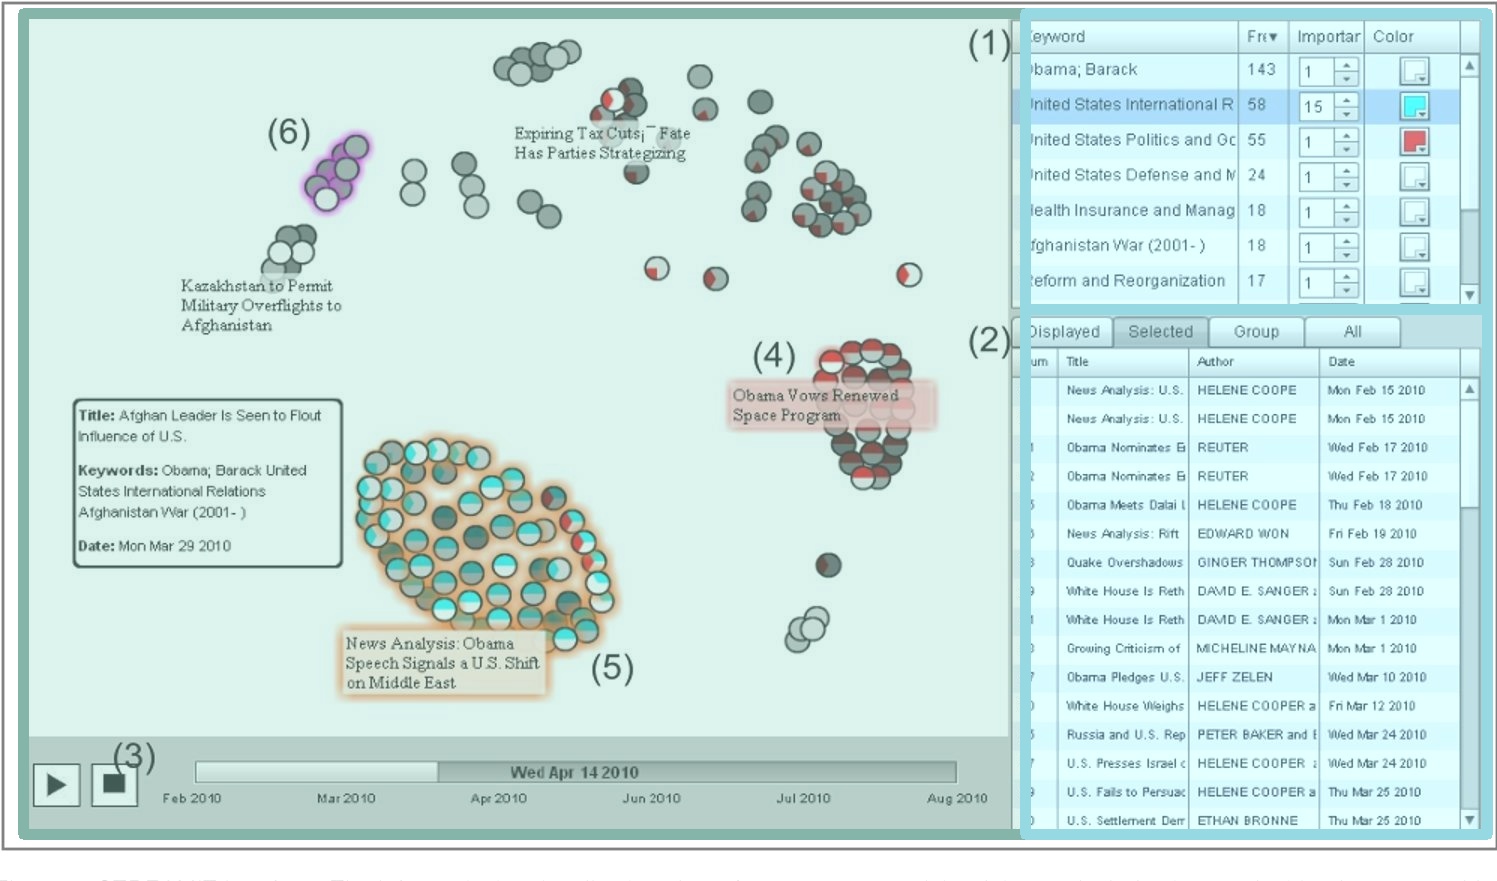 (1)
eyword Fre▼ Importar Color
bama; Barack 143 1
nited States International R 58 15
nited States Politics and Gc 55 1
nited States Defense and M 24 1
ealth Insurance and Manag 18 1
fghanistan War (2001- ) 18 1
eform and Reorganization 17 1
(2)
Displayed Selected Group All
um Title Author Date
News Analysis: U.S. HELENE COOPE Mon Feb 15 2010
News Analysis: U.S. HELENE COOPE Mon Feb 15 2010
Obama Nominates E REUTER Wed Feb 17 2010
Obama Nominates E REUTER Wed Feb 17 2010
Obama Meets Dalai L HELENE COOPE Thu Feb 18 2010
News Analysis: Rift EDWARD WON Fri Feb 19 2010
Quake Overshadows GINGER THOMPSON Sun Feb 28 2010
White House Is Reth DAVID E. SANGER a Sun Feb 28 2010
White House Is Reth DAVID E. SANGER a Mon Mar 1 2010
Growing Criticism of MICHELINE MAYNA Mon Mar 1 2010
Obama Pledges U.S. JEFF ZELEN Wed Mar 10 2010
White House Weighs HELENE COOPER a Fri Mar 12 2010
Russia and U.S. Rep PETER BAKER and E Wed Mar 24 2010
U.S. Presses Israel c HELENE COOPER a Wed Mar 24 2010
U.S. Fails to Persuac HELENE COOPER a Thu Mar 25 2010
U.S. Settlement Dem ETHAN BRONNE Thu Mar 25 2010
(6)
Expiring Tax Cuts¡¯ Fate
Has Parties Strategizing
Kazakhstan to Permit
Military Overflights to
Afghanistan
(4)
Obama Vows Renewed
Space Program
Title: Afghan Leader Is Seen to Flout
Influence of U.S.
Keywords: Obama; Barack United
States International Relations
Afghanistan War (2001- )
Date: Mon Mar 29 2010
News Analysis: Obama
Speech Signals a U.S. Shift
on Middle East
(5)
(3)
Wed Apr 14 2010
Feb 2010 Mar 2010 Apr 2010 Jun 2010 Jul 2010 Aug 2010